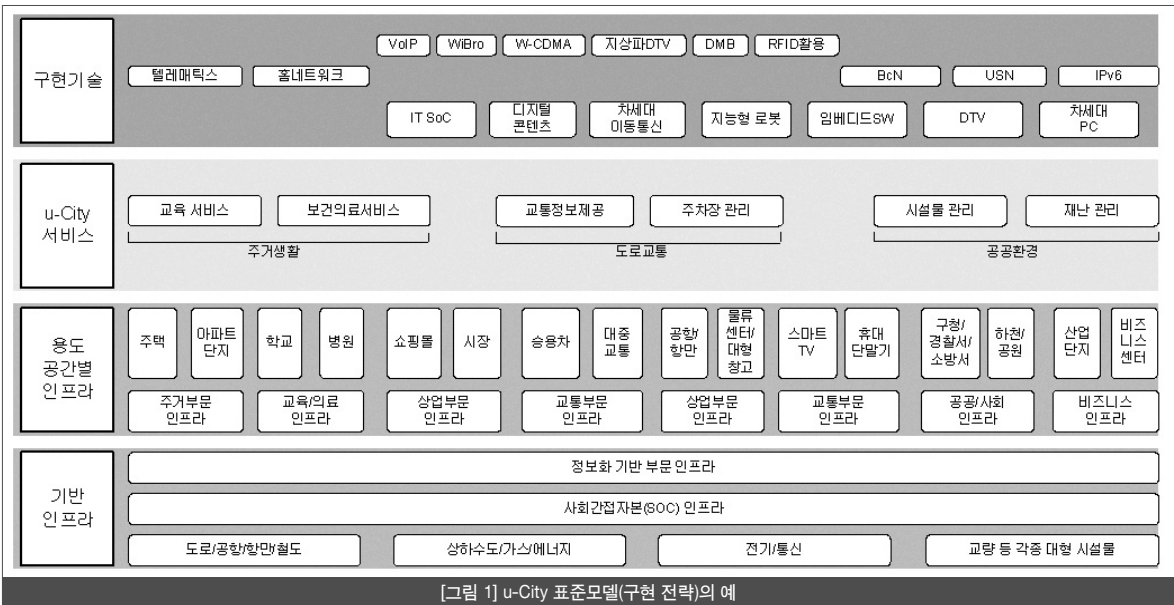 구현기술
VoIP WiBro W-CDMA 지상파DTV DMB RFID활용
텔레매틱스 홈네트워크 BcN USN IPv6
IT SoC 디지털 콘텐츠 차세대 이동통신 지능형 로봇 임베디드SW DTV 차세대 PC
u-City
서비스
교육 서비스 보건의료서비스 교통정보제공 주차장 관리 시설물 관리 재난 관리
주거생활 도로교통 공공환경
용도
공간별
인프라
주택 아파트 단지 학교 병원 쇼핑몰 시장 승용차 대중 교통 공항/ 항만 물류 센터/ 대형 창고 스마트 TV 휴대 단말기 구청/ 경찰서/ 소방서 하천/ 공원 산업 단지 비즈 니스 센터
주거부문 인프라 교육/의료 인프라 상업부문 인프라 교통부문 인프라 상업부문 인프라 교통부문 인프라 공공/사회 인프라 비즈니스 인프라
기반
인프라
정보화 기반 부문 인프라
사회간접자본(SOC) 인프라
도로/공항/항만/철도 상하수도/가스/에너지 전기/통신 교량 등 각종 대형 시설물
[그림 1] u-City 표준모델(구현 전략)의 예